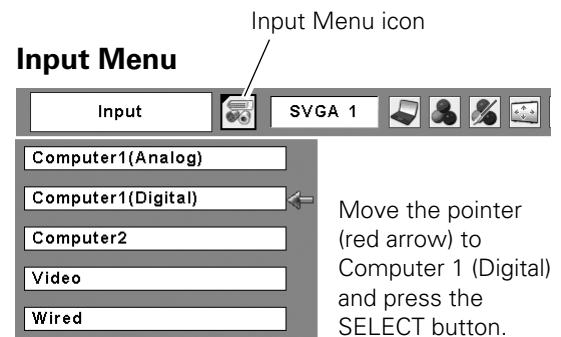 Input Menu icon
Input Menu
Input
SVGA 1
Computer1(Analog)
Computer1(Digital)
Computer2
Video
Wired
Move the pointer
(red arrow) to
Computer 1 (Digital)
and press the
SELECT button.